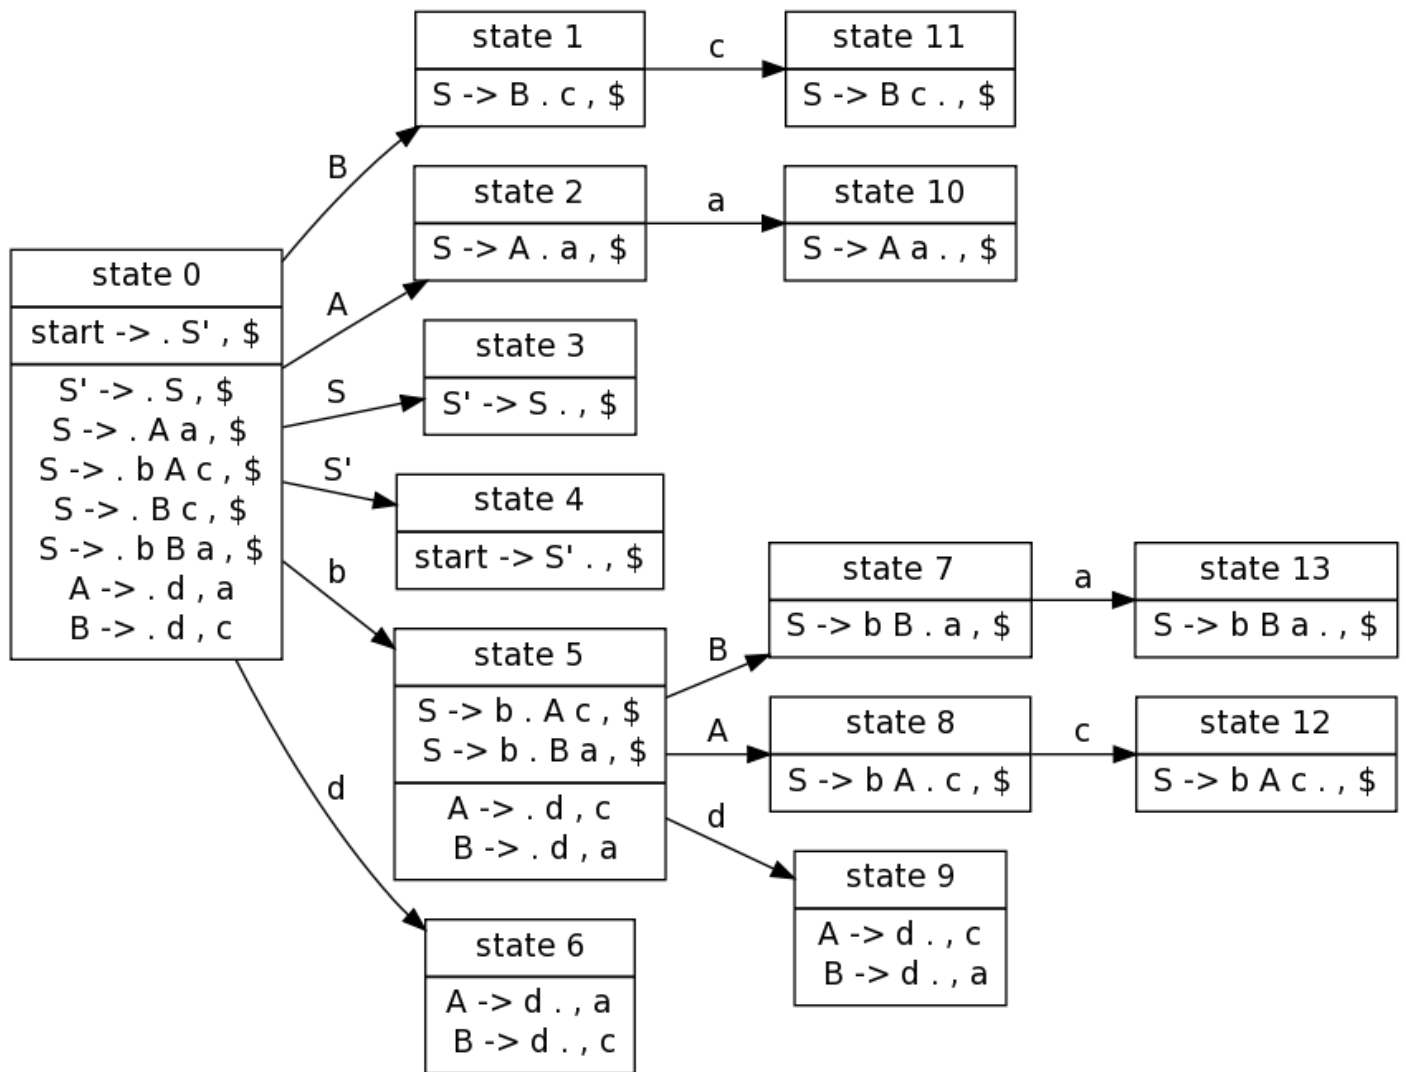 state 1
S -> B . c , $
c
state 11
S -> B c . , $
B
state 2
S -> A . a , $
a
state 10
S -> A a . , $
state 0
start -> . S' , $
S' -> . S , $
S -> . A a , $
S -> . b A c , $
S -> . B c , $
S -> . b B a , $
A -> . d , a
B -> . d , c
A
state 3
S' -> S . , $
S
S'
state 4
start -> S' . , $
b
state 5
S -> b . A c , $
S -> b . B a , $
A -> . d , c
B -> . d , a
B
state 7
S -> b B . a , $
a
state 13
S -> b B a . , $
A
state 8
S -> b A . c , $
c
state 12
S -> b A c . , $
d
state 9
A -> d . , c
B -> d . , a
d
state 6
A -> d . , a
B -> d . , c